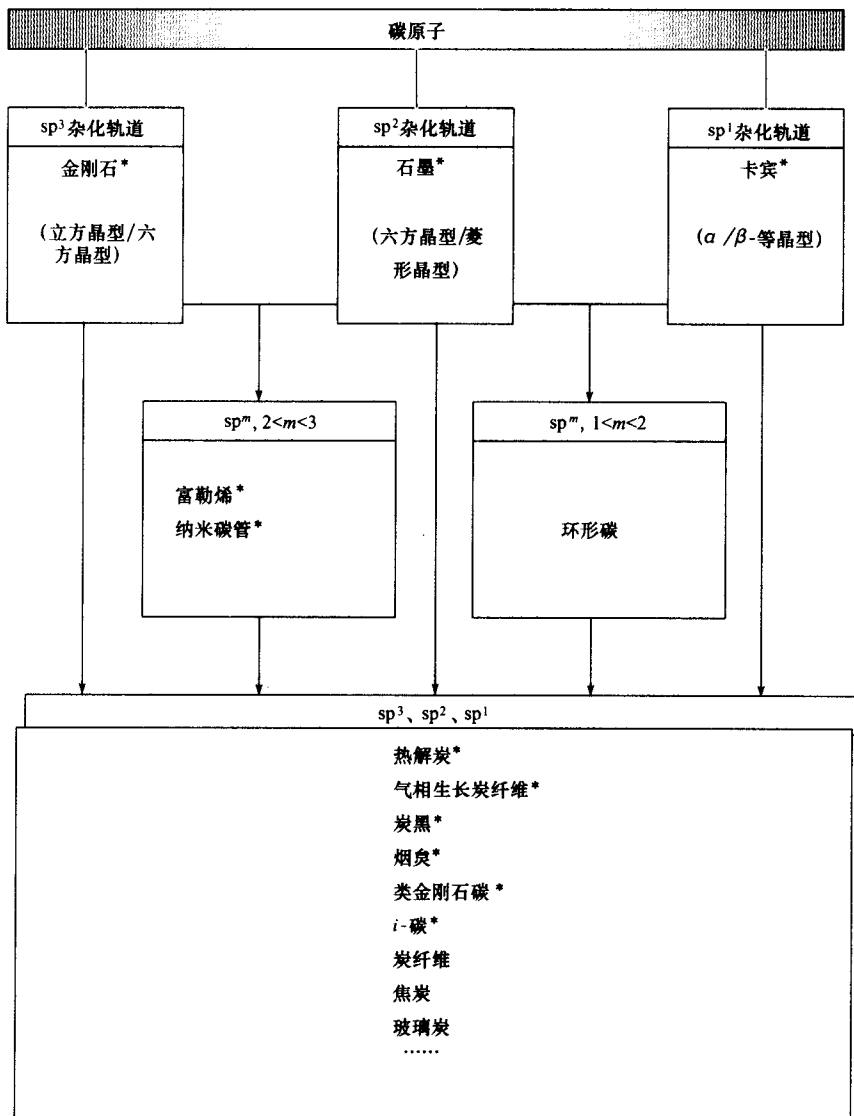 碳原子
sp³杂化轨道
金刚石*
(立方晶型/六
方晶型)
sp²杂化轨道
石墨*
(六方晶型/菱
形晶型)
sp¹杂化轨道
卡宾*
(α/β-等晶型)
spᵐ, 2<m<3
富勒烯*
纳米碳管*
spᵐ, 1<m<2
环形碳
sp³、sp²、sp¹
热解炭*
气相生长炭纤维*
炭黑*
烟炱*
类金刚石碳*
i-碳*
炭纤维
焦炭
玻璃炭
……